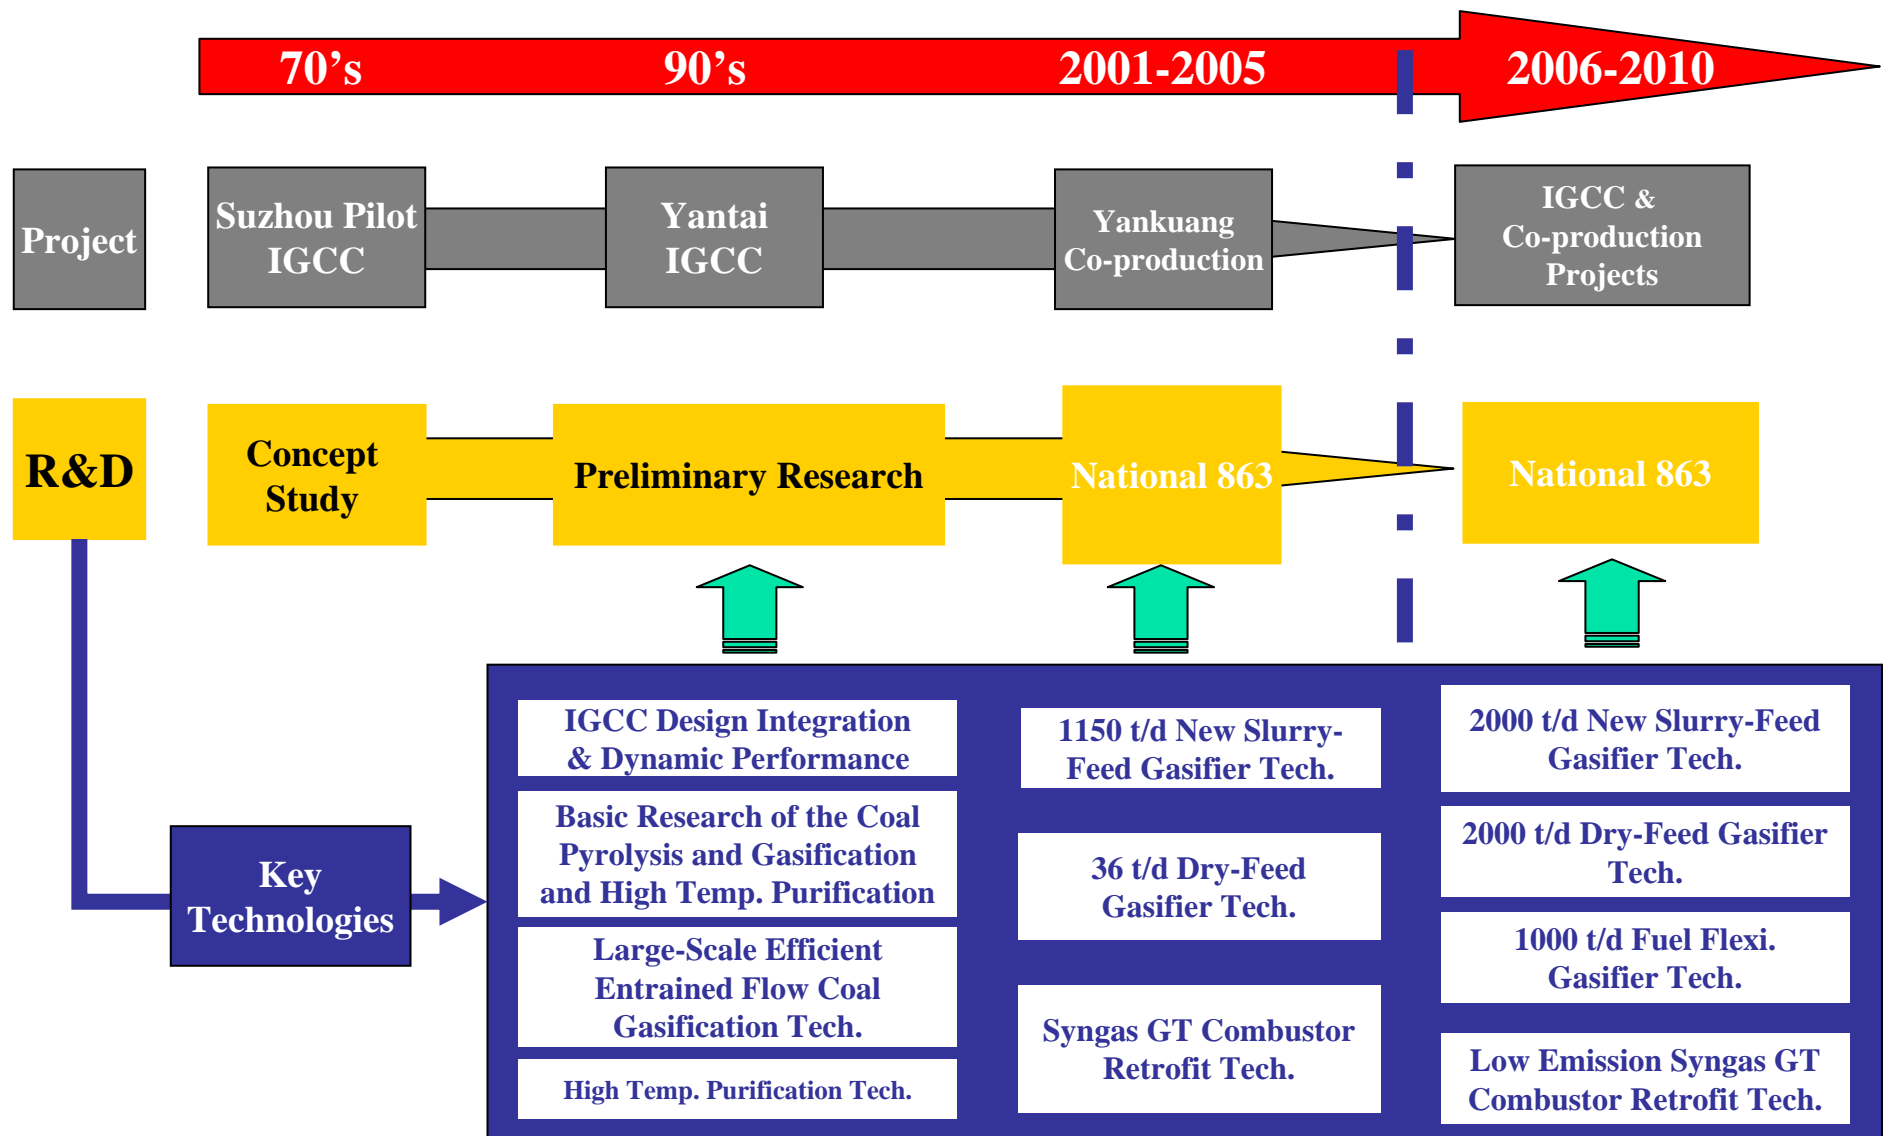 70’s
90’s
2001-2005
2006-2010
Project
Suzhou Pilot
IGCC
Yantai
IGCC
Yankuang
Co-production
IGCC &
Co-production
Projects
R&D
Concept
Study
Preliminary Research
National 863
National 863
Key
Technologies
IGCC Design Integration
& Dynamic Performance
Basic Research of the Coal
Pyrolysis and Gasification
and High Temp. Purification
Large-Scale Efficient
Entrained Flow Coal
Gasification Tech.
High Temp. Purification Tech.
1150 t/d New Slurry-
Feed Gasifier Tech.
36 t/d Dry-Feed
Gasifier Tech.
Syngas GT Combustor
Retrofit Tech.
2000 t/d New Slurry-Feed
Gasifier Tech.
2000 t/d Dry-Feed Gasifier
Tech.
1000 t/d Fuel Flexi.
Gasifier Tech.
Low Emission Syngas GT
Combustor Retrofit Tech.